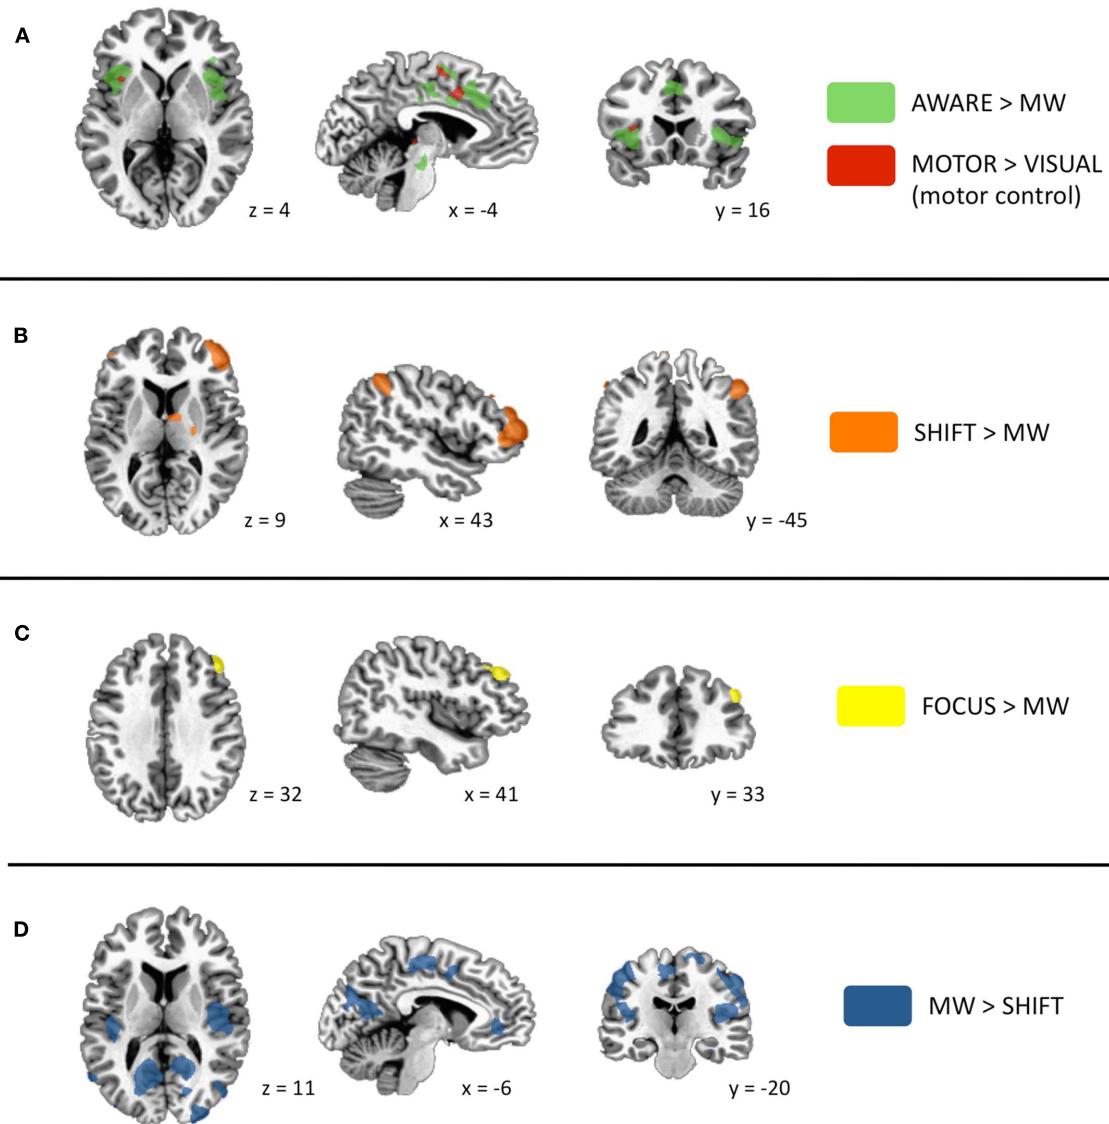 A
AWARE > MW
MOTOR > VISUAL
(motor control)
z = 4
x = -4
y = 16
B
SHIFT > MW
z = 9
x = 43
y = -45
C
FOCUS > MW
z = 32
x = 41
y = 33
D
MW > SHIFT
z = 11
x = -6
y = -20